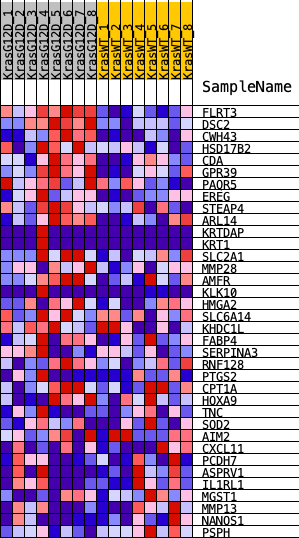 KrasG12D_1
KrasG12D_2
KrasG12D_3
KrasG12D_4
KrasG12D_5
KrasG12D_6
KrasG12D_7
KrasG12D_8
KrasWT_1
KrasWT_2
KrasWT_3
KrasWT_4
KrasWT_5
KrasWT_6
KrasWT_7
KrasWT_8
SampleName
FLRT3
DSC2
CWH43
HSD17B2
CDA
GPR39
PAQR5
EREG
STEAP4
ARL14
KRTDAP
KRT1
SLC2A1
MMP28
AMFR
KLK10
HMGA2
SLC6A14
KHDC1L
FABP4
SERPINA3
RNF128
PTGS2
CPT1A
HOXA9
TNC
SOD2
AIM2
CXCL11
PCDH7
ASPRV1
IL1RL1
MGST1
MMP13
NANOS1
PSPH